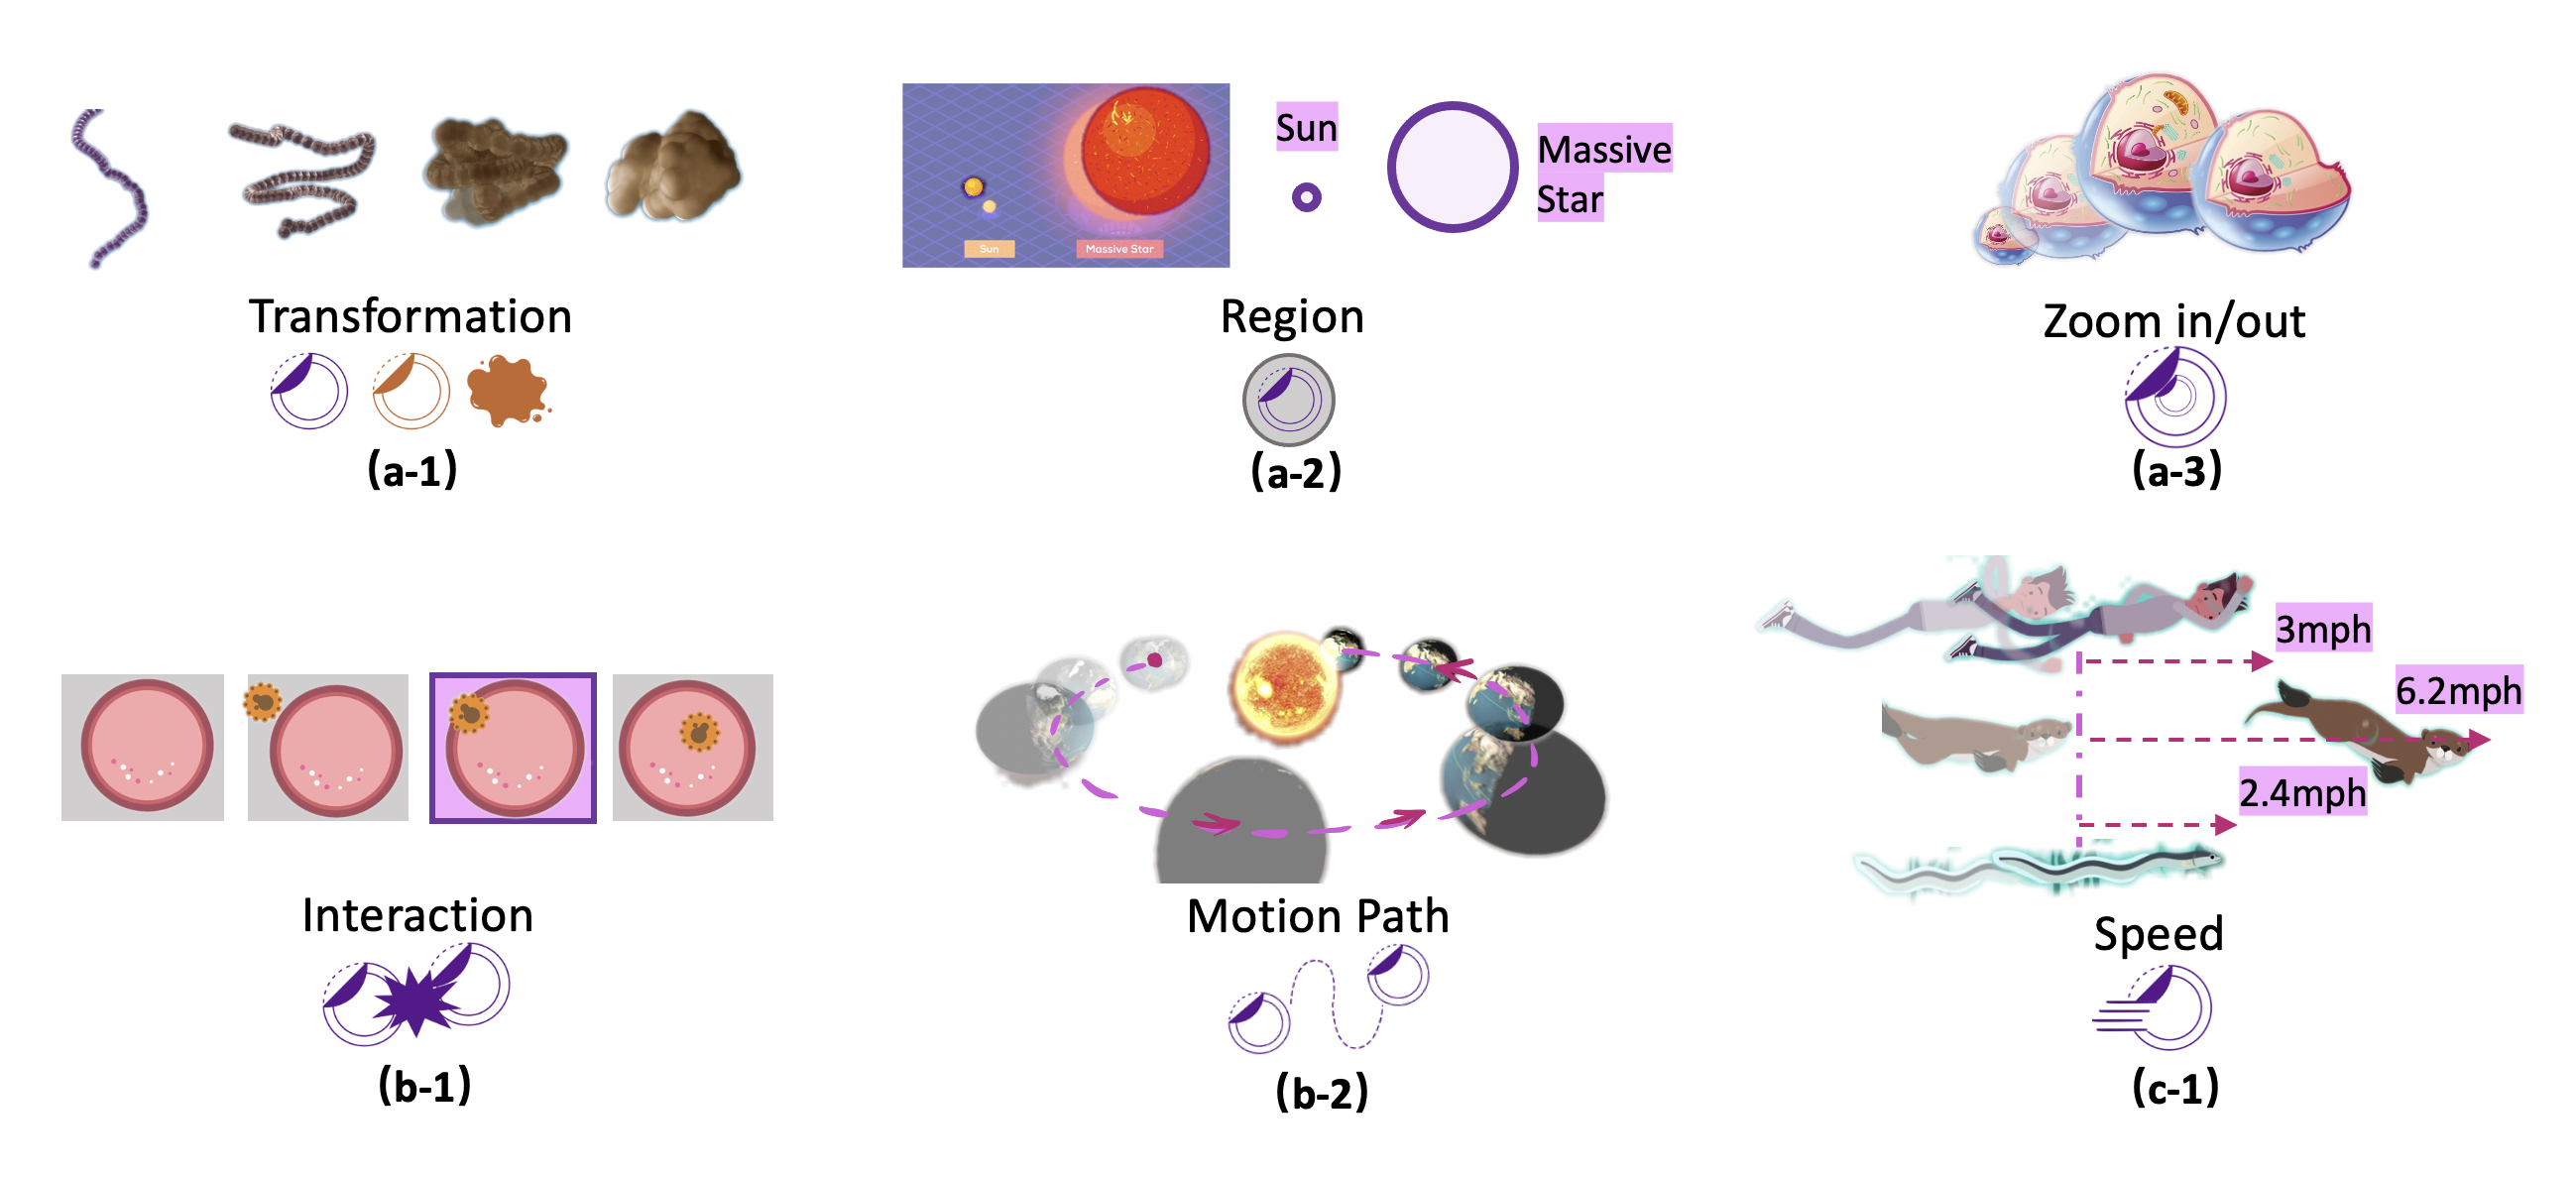 Sun
Massive
Star
Sun
Massive Star
Transformation
Region
Zoom in/out
(a-1)
(a-2)
(a-3)
3mph
6.2mph
2.4mph
Interaction
Motion Path
Speed
(b-1)
(b-2)
(c-1)